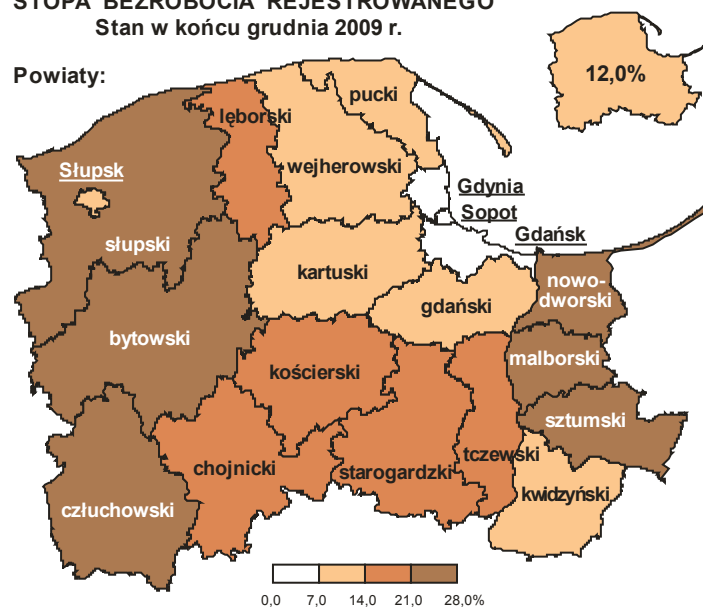 STOPA BEZROBOCIA REJESTROWANEGO
Stan w końcu grudnia 2009 r.
Powiaty:
12,0%
pucki
lęborski
wejherowski
Słupsk
Gdynia
Sopot
Gdańsk
słupski
kartuski
nowo-
dworski
gdański
bytowski
malborski
kościerski
sztumski
tczewski
chojnicki
starogardzki
kwidzyński
człuchowski
0,0 7,0 14,0 21,0 28,0%